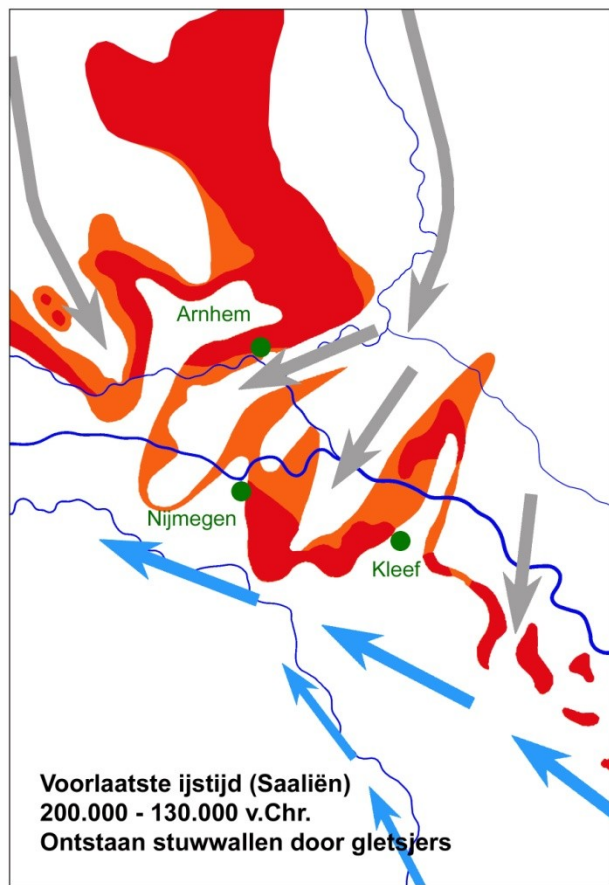 Arnhem
Nijmegen
Kleef
Voorlaatste ijstijd (Saaliën)
200.000 - 130.000 v.Chr.
Ontstaan stuwwallen door gletsjers